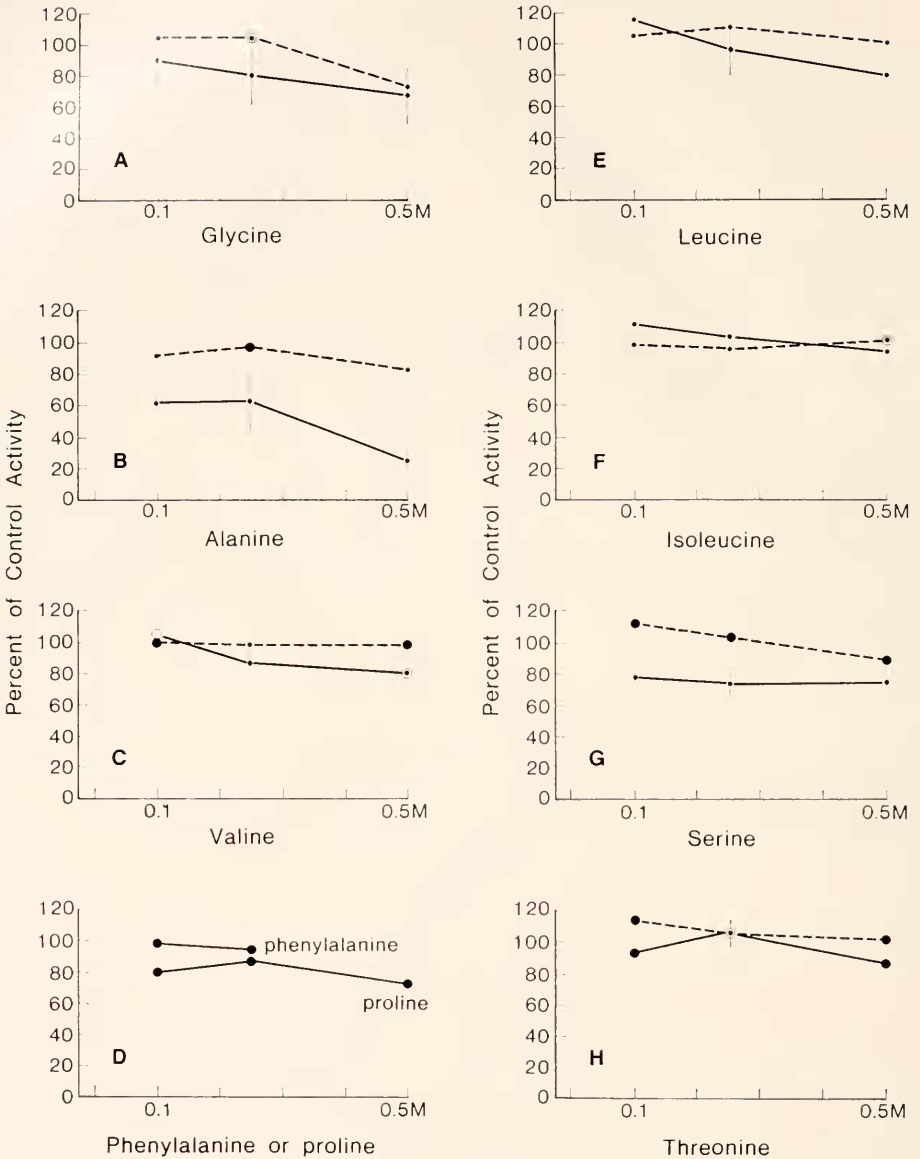 Percent of Control Activity
120
100
80
60
40
20
0
A
0.1
0.5M
Glycine
120
100
80
60
40
20
0
B
0.1
0.5M
Alanine
120
100
80
60
40
20
0
C
0.1
0.5M
Valine
120
100
80
60
40
20
0
phenylalanine
proline
D
0.1
0.5M
Phenylalanine or proline
Percent of Control Activity
120
100
80
60
40
20
0
E
0.1
0.5M
Leucine
120
100
80
60
40
20
0
F
0.1
0.5M
Isoleucine
120
100
80
60
40
20
0
G
0.1
0.5M
Serine
120
100
80
60
40
20
0
H
0.1
0.5M
Threonine